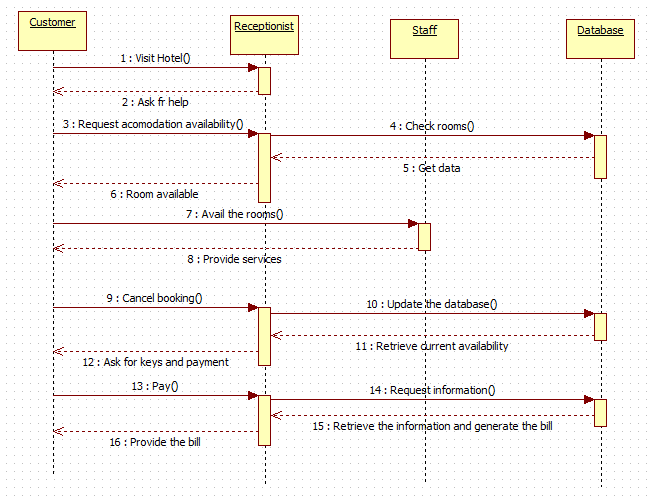 Customer
Receptionist
Staff
Database
1 : Visit Hotel()
2 : Ask fr help
3 : Request acomodation availability()
4 : Check rooms()
5 : Get data
6 : Room available
7 : Avail the rooms()
8 : Provide services
9 : Cancel booking()
10 : Update the database()
11 : Retrieve current availability
12 : Ask for keys and payment
13 : Pay()
14 : Request information()
15 : Retrieve the information and generate the bill
16 : Provide the bill